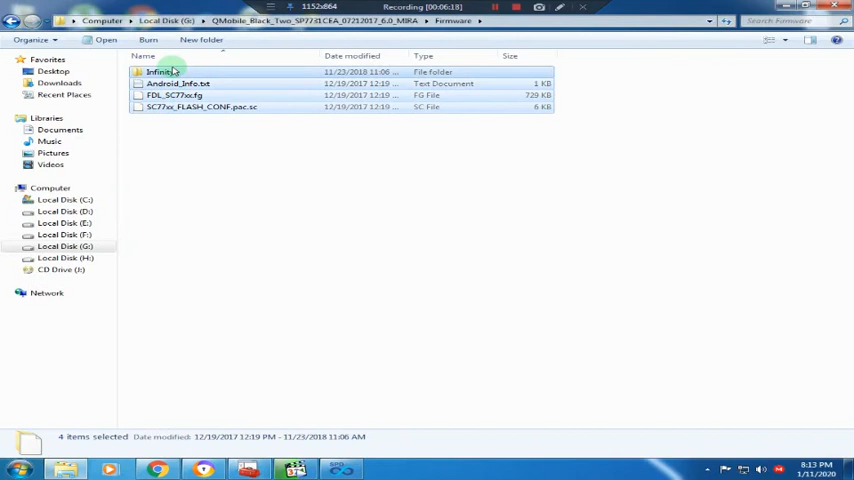 1152x864
Recording [00:06:18]
Computer
Local Disk (G:)
QMobile_Black_Two_SP7731CEA_07212017_6.0_MIRA
Firmware
Search Firmware
Organize
Open
Burn
New folder
Name
Date modified
Type
Size
Favorites
Desktop
Downloads
Recent Places
Libraries
Documents
Music
Pictures
Videos
Computer
Local Disk (C:)
Local Disk (D:)
Local Disk (E:)
Local Disk (F:)
Local Disk (G:)
Local Disk (H:)
CD Drive (J:)
Network
11/23/2018 11:06 ...
File folder
Android_Info.txt
12/19/2017 12:19 ...
Text Document
1 KB
FDL_SC77xx.fg
12/19/2017 12:19 ...
FG File
729 KB
SC77xx_FLASH_CONF.pac.sc
12/19/2017 12:19 ...
SC File
6 KB
4 items selected
Date modified: 12/19/2017 12:19 PM - 11/23/2018 11:06 AM
SPD
8:13 PM
1/11/2020